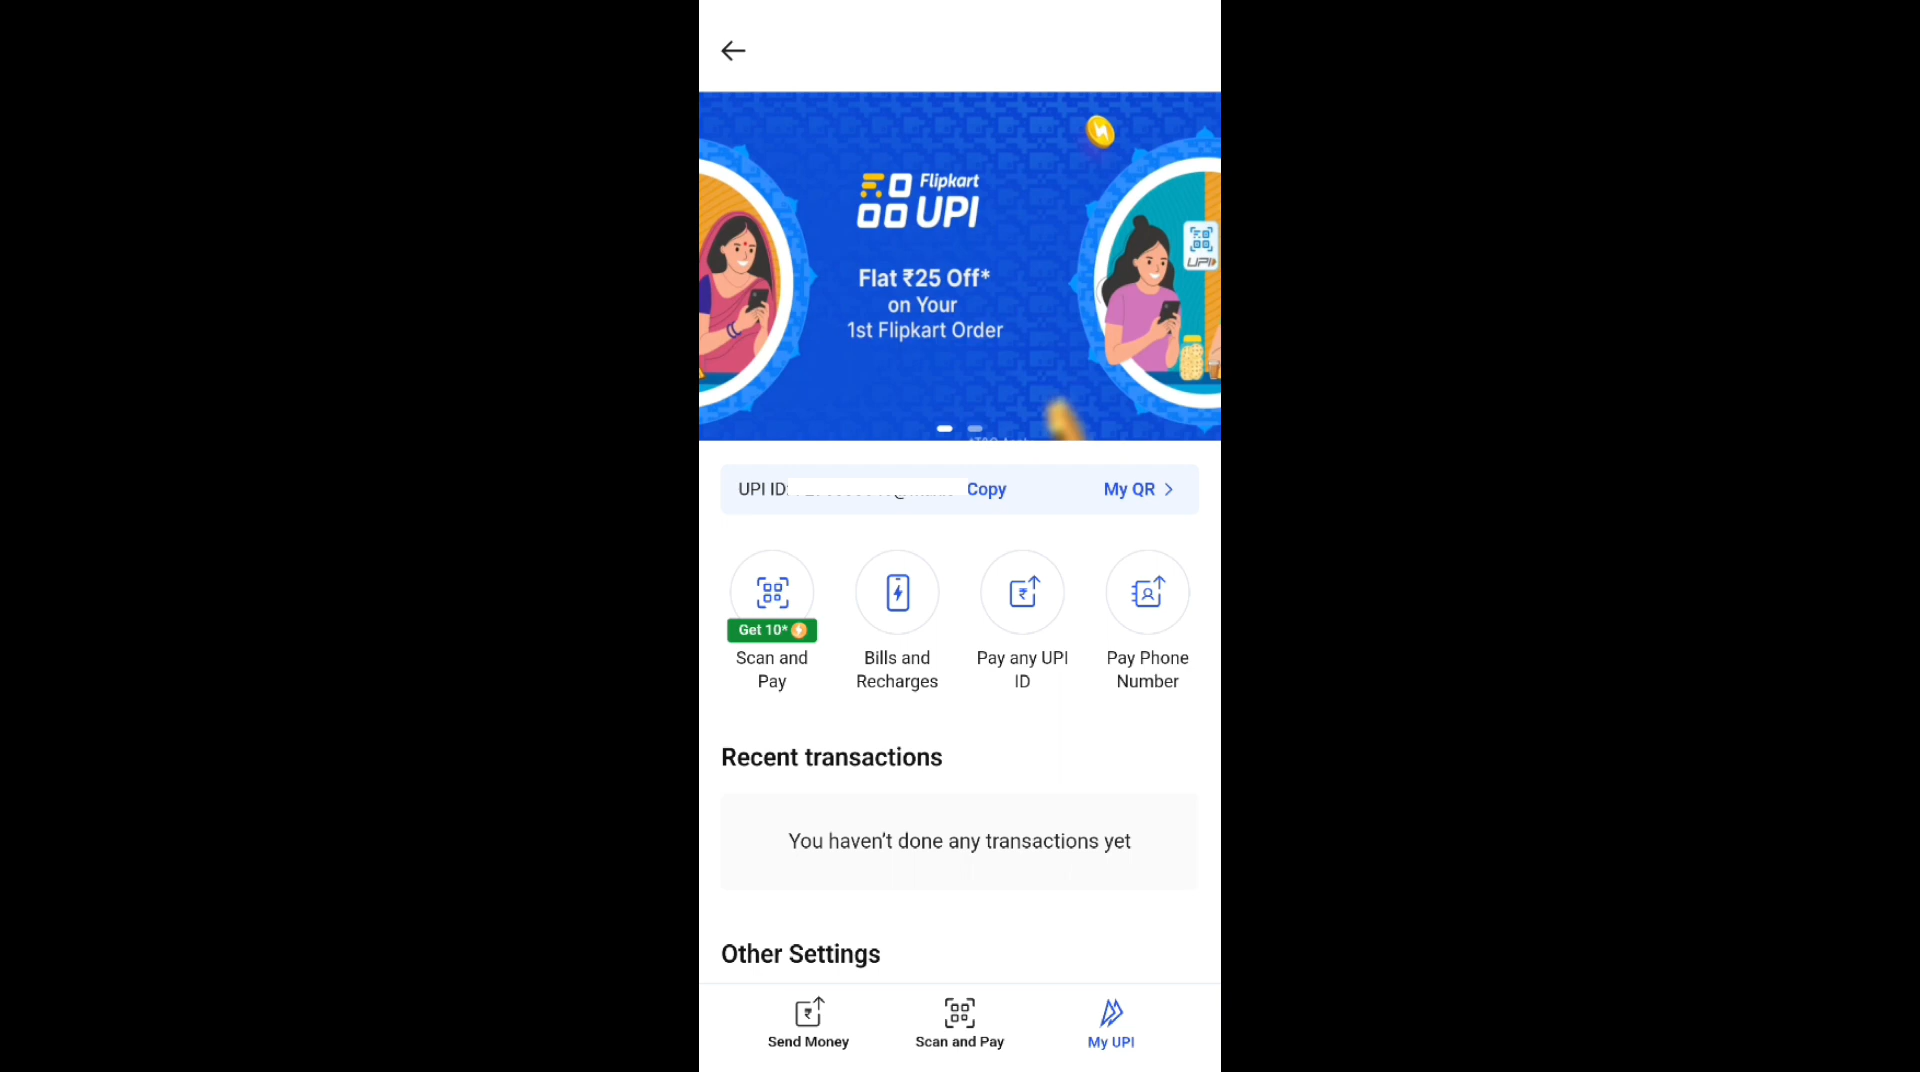 Flipkart
UPI
Flat ₹25 Off*
on Your
1st Flipkart Order
UPI
UPI ID:
Copy
My QR
Get 10*
Scan and
Pay
Bills and
Recharges
Pay any UPI
ID
Pay Phone
Number
Recent transactions
You haven't done any transactions yet
Other Settings
Send Money
Scan and Pay
My UPI